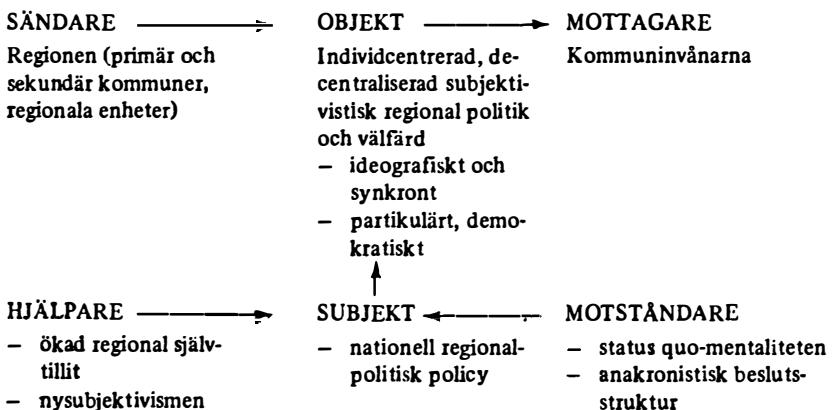 SÄNDARE
Regionen (primär och
sekundär kommuner,
regionala enheter)
OBJEKT
Individcentrerad, de-
centraliserad subjekti-
vistisk regional politik
och välfärd
– ideografiskt och
synkront
– partikulärt, demo-
kratiskt
MOTTAGARE
Kommuninvånarna
HJÄLPARE
– ökad regional själv-
tillit
– nysubjektivismen
SUBJEKT
– nationell regional-
politisk policy
MOTSTÅNDARE
– status quo-mentaliteten
– anakronistisk besluts-
struktur